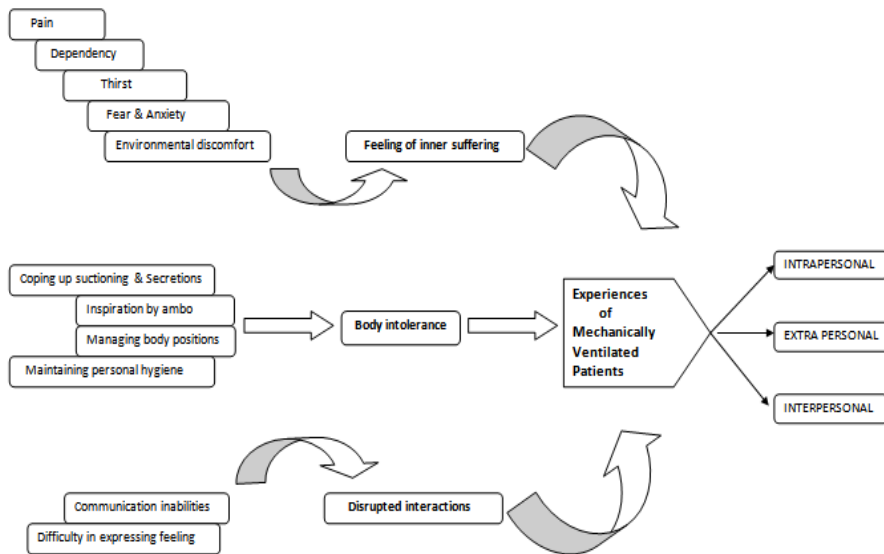 Pain
Dependency
Thirst
Fear & Anxiety
Environmental discomfort
Feeling of inner suffering
Coping up suctioning & Secretions
Inspiration by ambo
Managing body positions
Maintaining personal hygiene
Body intolerance
Experiences
of
Mechanically
Ventilated
Patients
INTRAPERSONAL
EXTRA PERSONAL
INTERPERSONAL
Communication inabilities
Difficulty in expressing feeling
Disrupted interactions